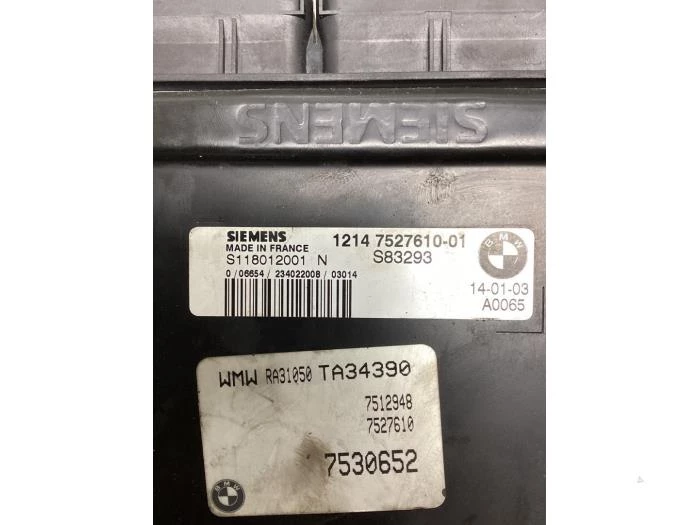 SIEMENS
SIEMENS 1214 7527610-01
MADE IN FRANCE
S118012001 N S83293
0 / 06654 / 234022008 / 03014
BMW
14-01-03
A0065
WMW RA31050 TA34390
7512948
7527610
7530652
BMW